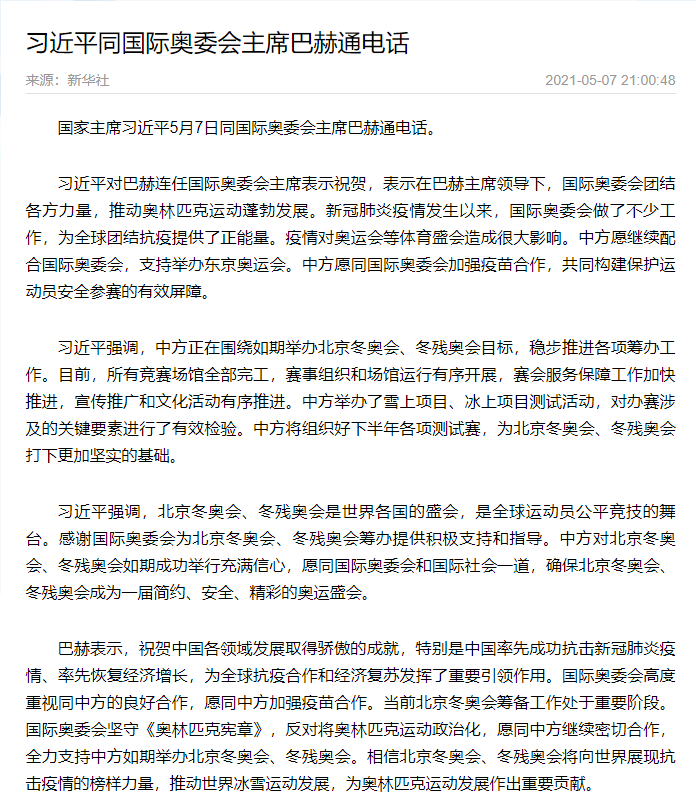 习近平同国际奥委会主席巴赫通电话
来源：新华社 2021-05-07 21:00:48
国家主席习近平5月7日同国际奥委会主席巴赫通电话。
习近平对巴赫连任国际奥委会主席表示祝贺，表示在巴赫主席领导下，国际奥委会团结
各方力量，推动奥林匹克运动蓬勃发展。新冠肺炎疫情发生以来，国际奥委会做了不少工
作，为全球团结抗疫提供了正能量。疫情对奥运会等体育盛会造成很大影响。中方愿继续配
合国际奥委会，支持举办东京奥运会。中方愿同国际奥委会加强疫苗合作，共同构建保护运
动员安全参赛的有效屏障。
习近平强调，中方正在围绕如期举办北京冬奥会、冬残奥会目标，稳步推进各项筹办工
作。目前，所有竞赛场馆全部完工，赛事组织和场馆运行有序开展，赛会服务保障工作加快
推进，宣传推广和文化活动有序推进。中方举办了雪上项目、冰上项目测试活动，对办赛涉
及的关键要素进行了有效检验。中方将组织好下半年各项测试赛，为北京冬奥会、冬残奥会
打下更加坚实的基础。
习近平强调，北京冬奥会、冬残奥会是世界各国的盛会，是全球运动员公平竞技的舞
台。感谢国际奥委会为北京冬奥会、冬残奥会筹办提供积极支持和指导。中方对北京冬奥
会、冬残奥会如期成功举行充满信心，愿同国际奥委会和国际社会一道，确保北京冬奥会、
冬残奥会成为一届简约、安全、精彩的奥运盛会。
巴赫表示，祝贺中国各领域发展取得骄傲的成就，特别是中国率先成功抗击新冠肺炎疫
情、率先恢复经济增长，为全球抗疫合作和经济复苏发挥了重要引领作用。国际奥委会高度
重视同中方的良好合作，愿同中方加强疫苗合作。当前北京冬奥会筹备工作处于重要阶段。
国际奥委会坚守《奥林匹克宪章》，反对将奥林匹克运动政治化，愿同中方继续密切合作，
全力支持中方如期举办北京冬奥会、冬残奥会。相信北京冬奥会、冬残奥会将向世界展现抗
击疫情的榜样力量，推动世界冰雪运动发展，为奥林匹克运动发展作出重要贡献。